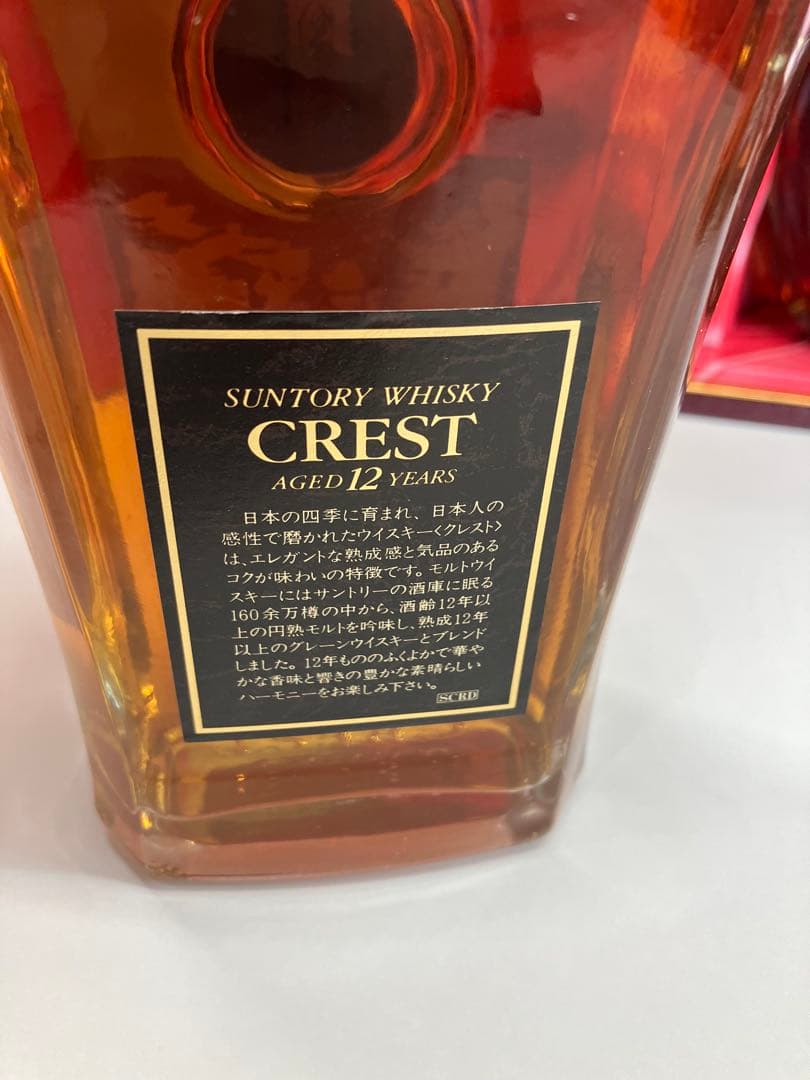 SUNTORY WHISKY
CREST
AGED 12 YEARS
日本の四季に育まれ、日本人の
感性で磨かれたウイスキー〈クレスト〉
は、エレガントな熟成感と気品のある
コクが味わいの特徴です。モルトウイ
スキーにはサントリーの酒庫に眠る
160余万樽の中から、酒齢12年以
上の円熟モルトを吟味し、熟成12年
以上のグレーンウイスキーとブレンド
しました。12年もののふくよかで華や
かな香味と響きの豊かな素晴らしい
ハーモニーをお楽しみ下さい。
SCRD